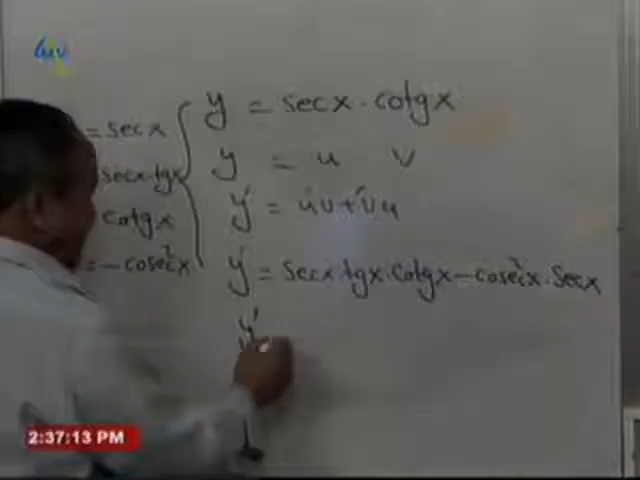 = secx
secx·tgx
cotgx
= -cosec²x
y = secx · cotgx
y = u v
y' = u'v + v'u
y' = secx·tgx·cotgx - cosec²x·secx
y'
2:37:13 PM